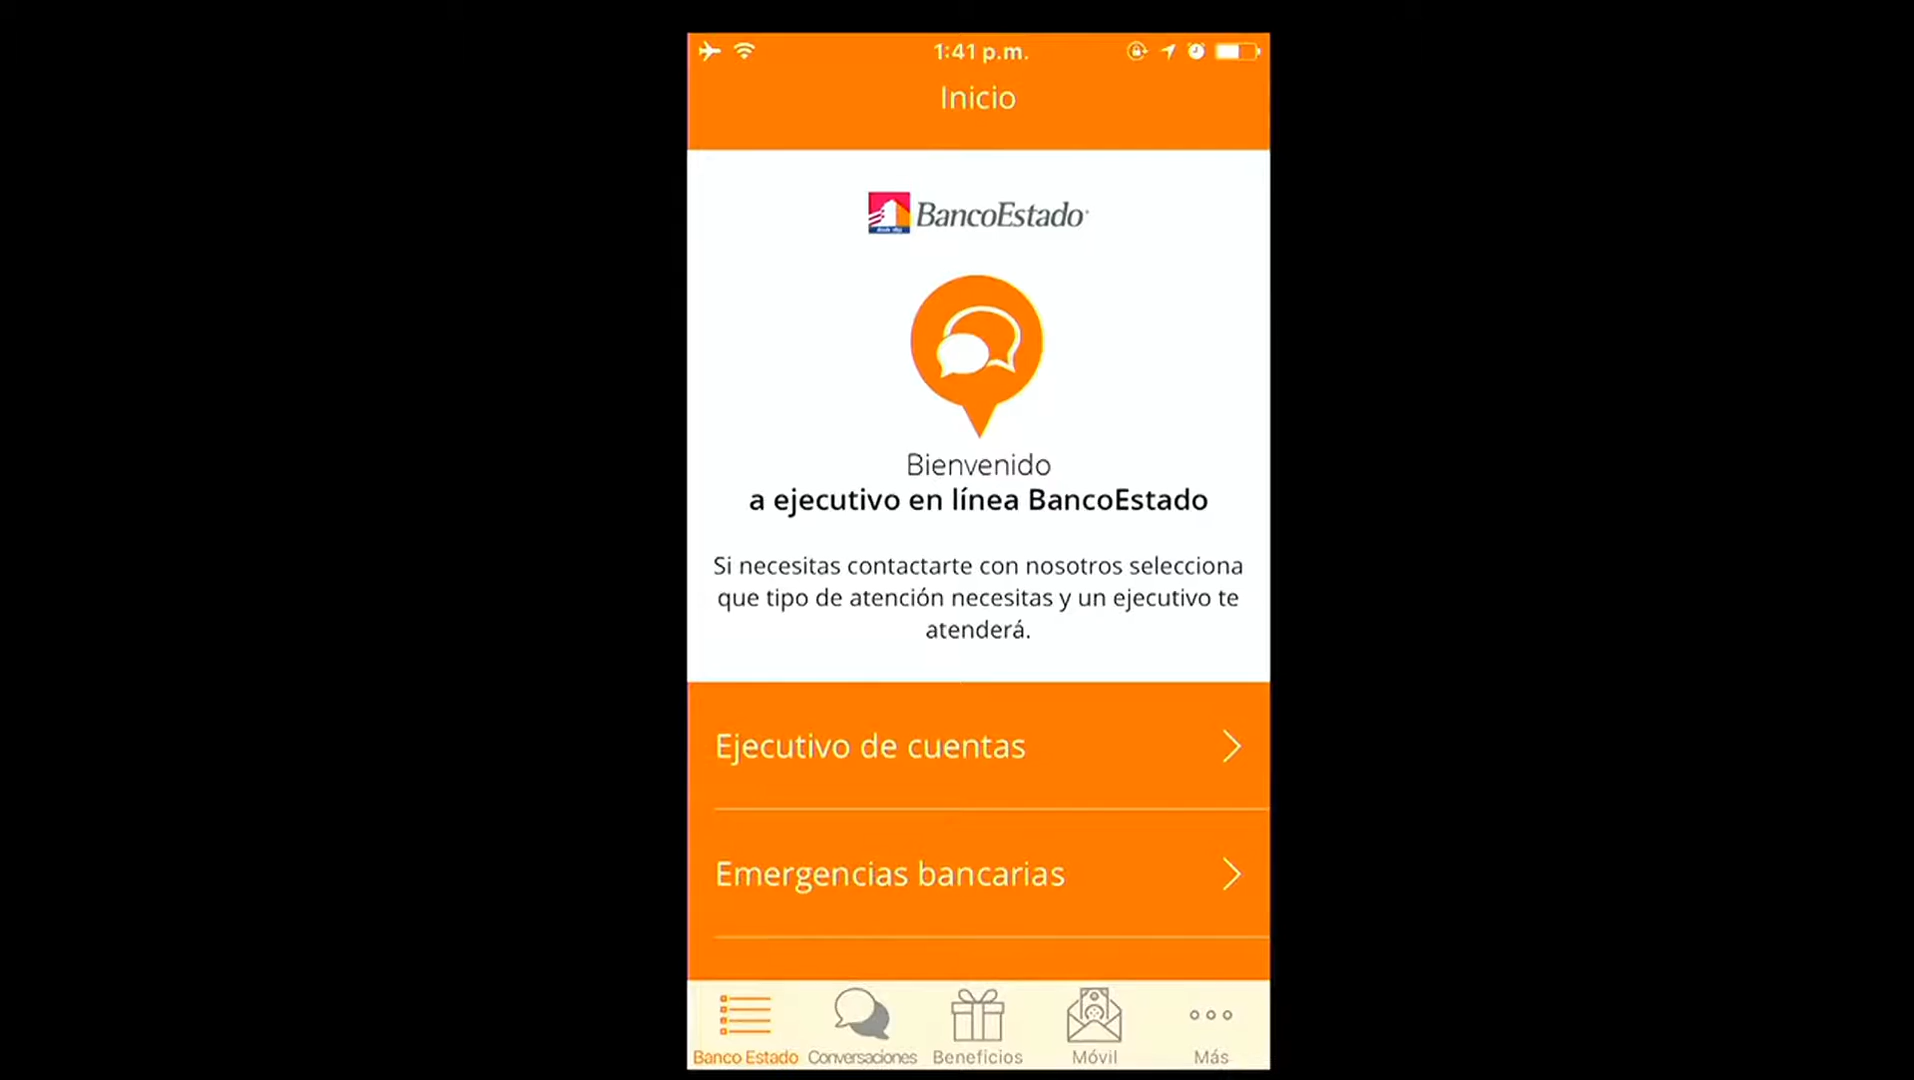 1:41 p.m.
Inicio
BancoEstado
Bienvenido
a ejecutivo en línea BancoEstado
Si necesitas contactarte con nosotros selecciona
que tipo de atención necesitas y un ejecutivo te
atenderá.
Ejecutivo de cuentas
Emergencias bancarias
Banco Estado Conversaciones Beneficios Móvil Más